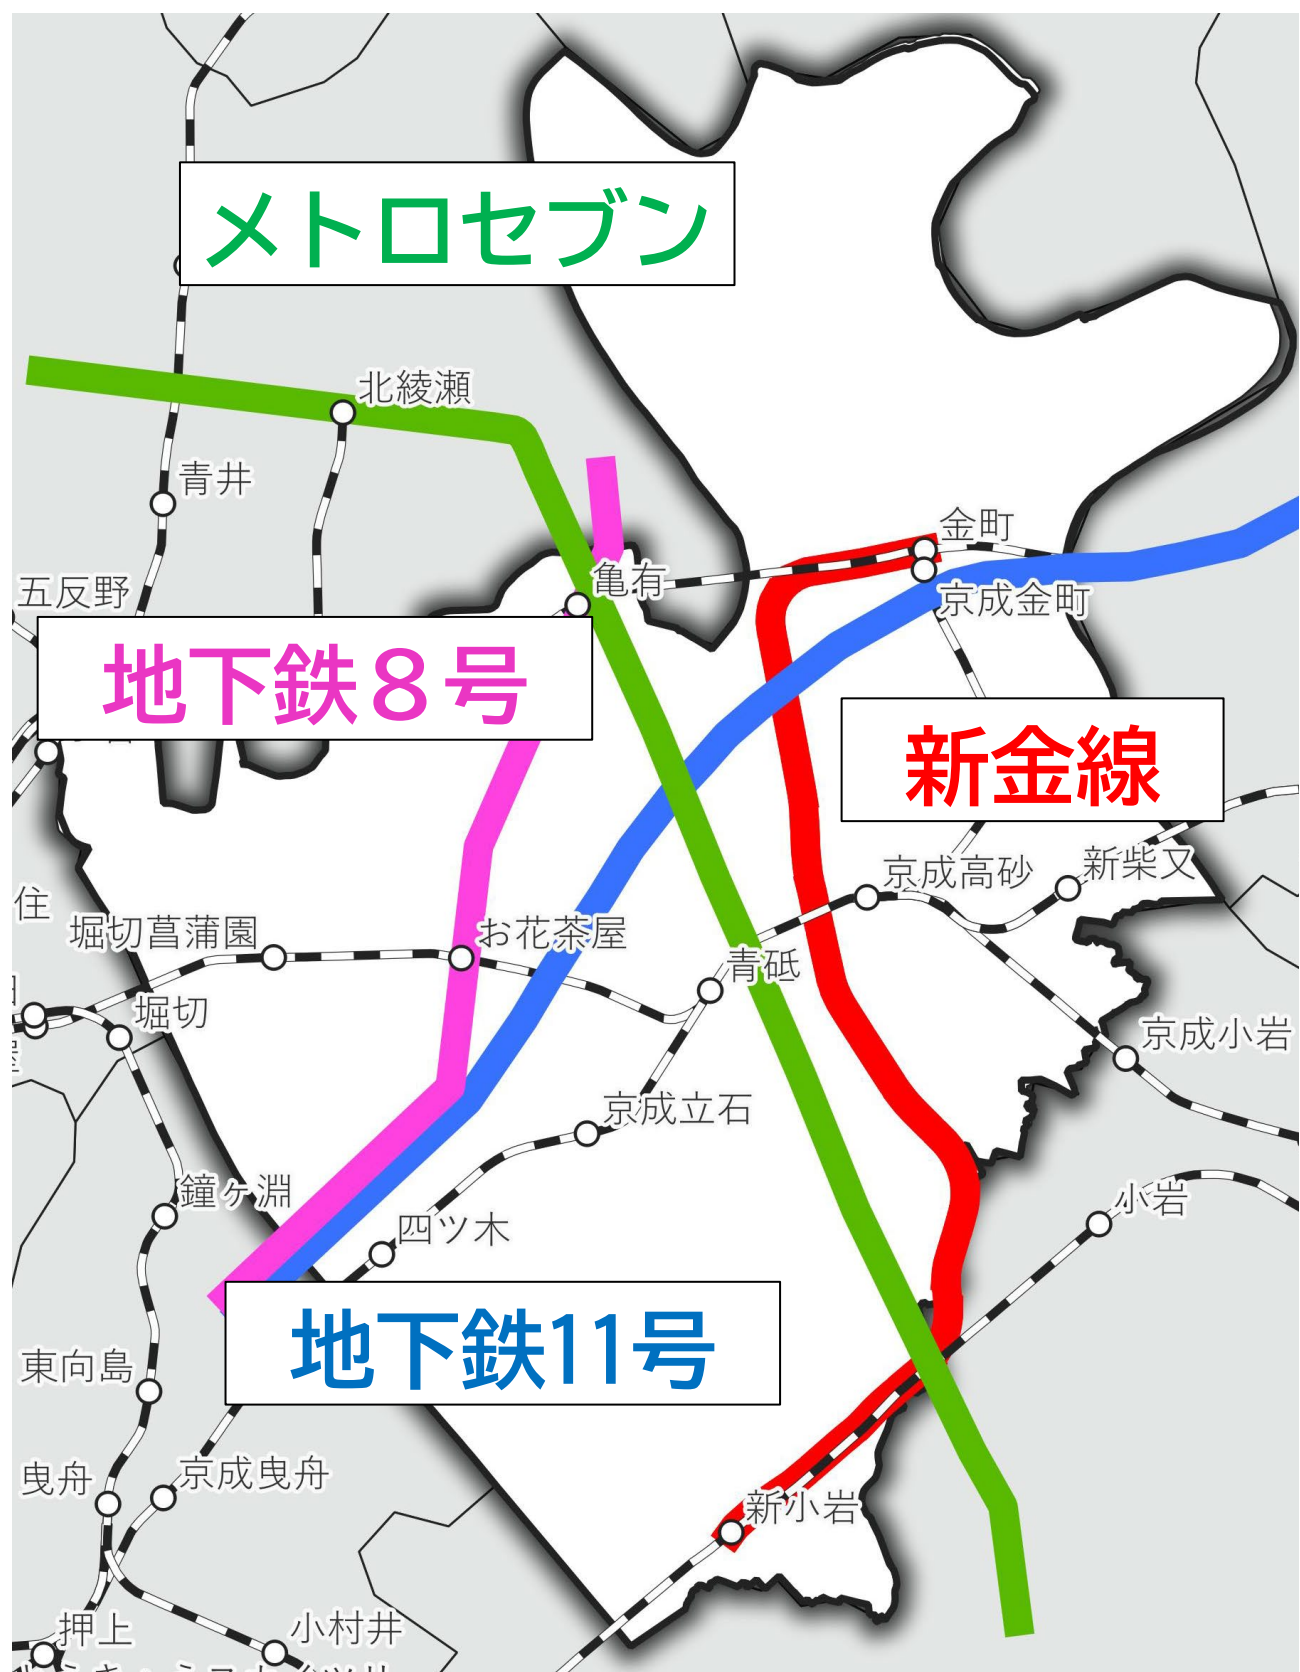 メトロセブン
北綾瀬
青井
金町
亀有
五反野
京成金町
地下鉄８号
新金線
京成高砂
新柴又
住
堀切菖蒲園
お花茶屋
青砥
堀切
京成小岩
京成立石
鐘ヶ淵
小岩
四ツ木
地下鉄11号
東向島
曳舟
京成曳舟
新小岩
押上
小村井